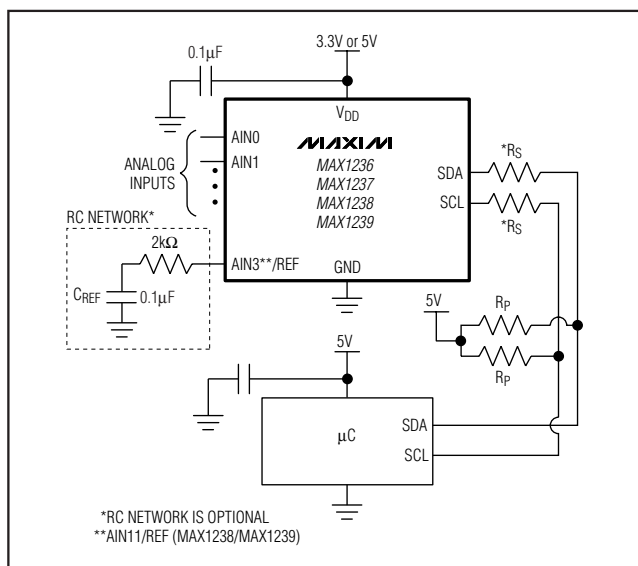 3.3V or 5V
0.1µF
VDD
AIN0
AIN1
ANALOG
INPUTS
MAXIM
MAX1236
MAX1237
MAX1238
MAX1239
SDA
SCL
*RS
*RS
RC NETWORK*
2kΩ
AIN3**/REF
GND
CREF
0.1µF
5V
RP
RP
5V
µC
SDA
SCL
*RC NETWORK IS OPTIONAL
**AIN11/REF (MAX1238/MAX1239)